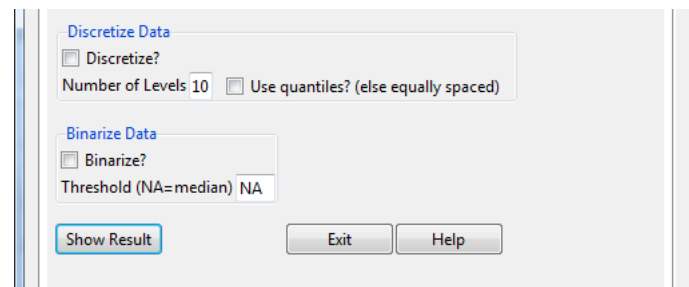 Discretize Data
Discretize?
Number of Levels 10 Use quantiles? (else equally spaced)
Binarize Data
Binarize?
Threshold (NA=median) NA
Show Result Exit Help